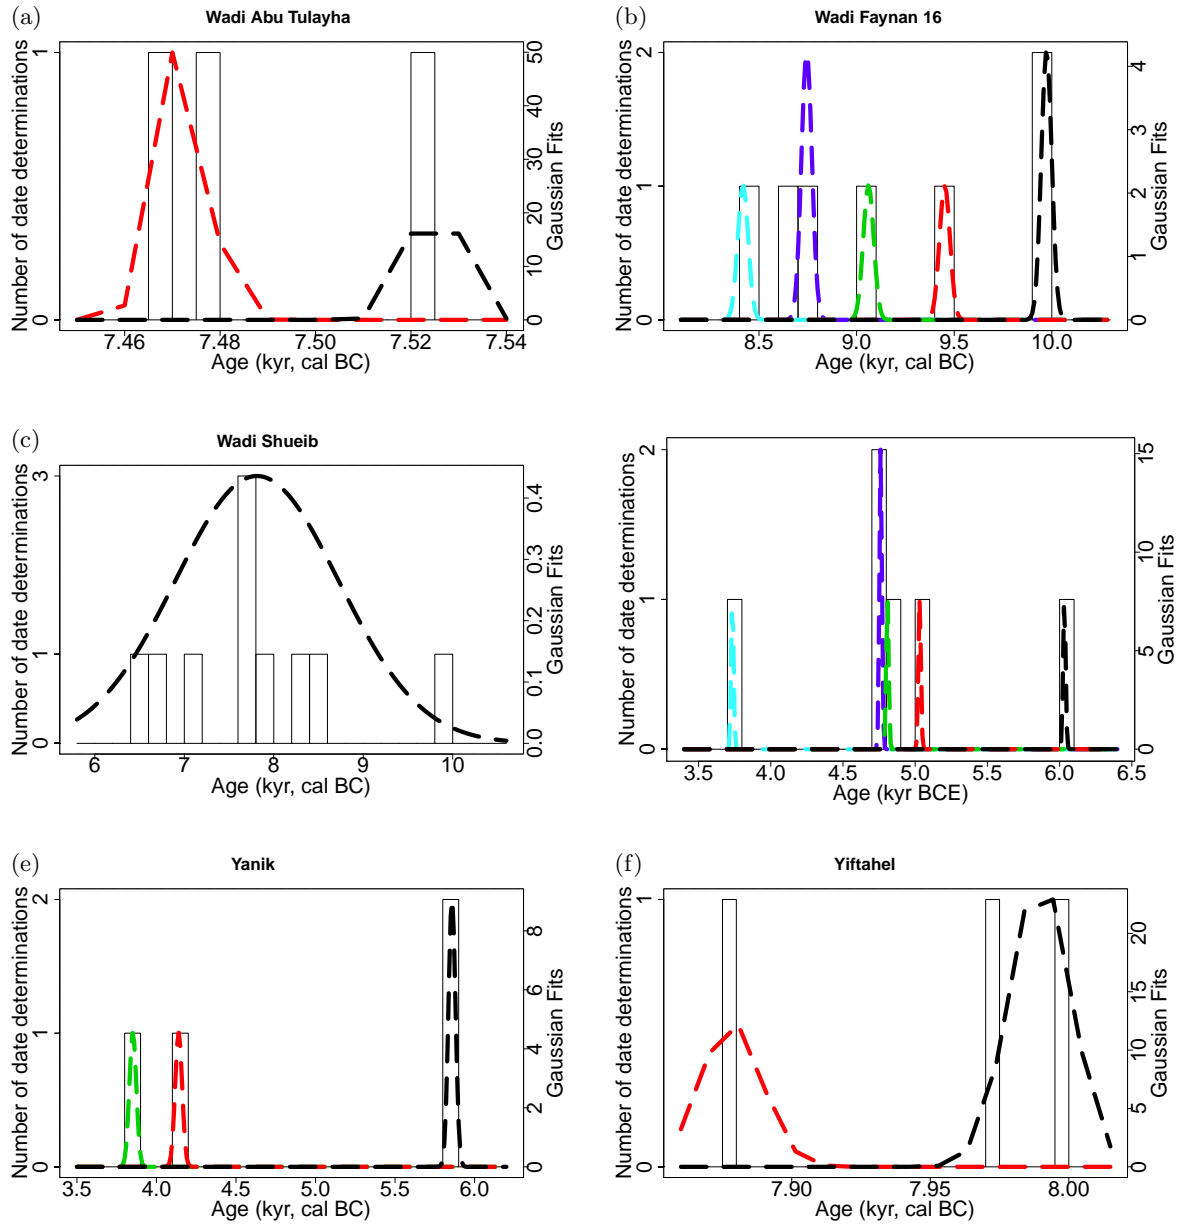 (a)
Wadi Abu Tulayha
Number of date determinations
0 1
7.46 7.48 7.50 7.52 7.54
Age (kyr, cal BC)
0 10 20 30 40 50
Gaussian Fits
(b)
Wadi Faynan 16
Number of date determinations
0 1 2
8.5 9.0 9.5 10.0
Age (kyr, cal BC)
0 1 2 3 4
Gaussian Fits
(c)
Wadi Shueib
Number of date determinations
0 1 3
6 7 8 9 10
Age (kyr, cal BC)
0.0 0.1 0.2 0.3 0.4
Gaussian Fits
Number of date determinations
0 1 2
3.5 4.0 4.5 5.0 5.5 6.0 6.5
Age (kyr BCE)
0 5 10 15
Gaussian Fits
(e)
Yanik
Number of date determinations
0 1 2
3.5 4.0 4.5 5.0 5.5 6.0
Age (kyr, cal BC)
0 2 4 6 8
Gaussian Fits
(f)
Yiftahel
Number of date determinations
0 1
7.90 7.95 8.00
Age (kyr, cal BC)
0 5 10 15 20
Gaussian Fits